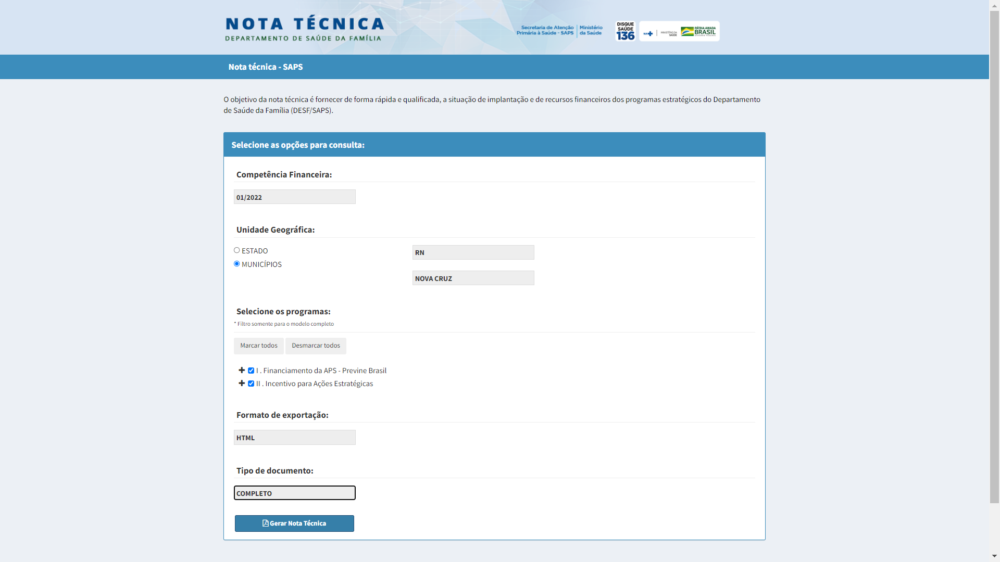 NOTA TÉCNICA
DEPARTAMENTO DE SAÚDE DA FAMÍLIA
Secretaria de Atenção
Primária à Saúde - SAPS
Ministério
da Saúde
DISQUE
SAÚDE
136
SUS
MINISTÉRIO DA
SAÚDE
PÁTRIA AMADA
BRASIL
GOVERNO FEDERAL
Nota técnica - SAPS
O objetivo da nota técnica é fornecer de forma rápida e qualificada, a situação de implantação e de recursos financeiros dos programas estratégicos do Departamento
de Saúde da Família (DESF/SAPS).
Selecione as opções para consulta:
Competência Financeira:
01/2022
Unidade Geográfica:
ESTADO
RN
MUNICÍPIOS
NOVA CRUZ
Selecione os programas:
* Filtro somente para o modelo completo
Marcar todos
Desmarcar todos
I . Financiamento da APS - Previne Brasil
II . Incentivo para Ações Estratégicas
Formato de exportação:
HTML
Tipo de documento:
COMPLETO
Gerar Nota Técnica